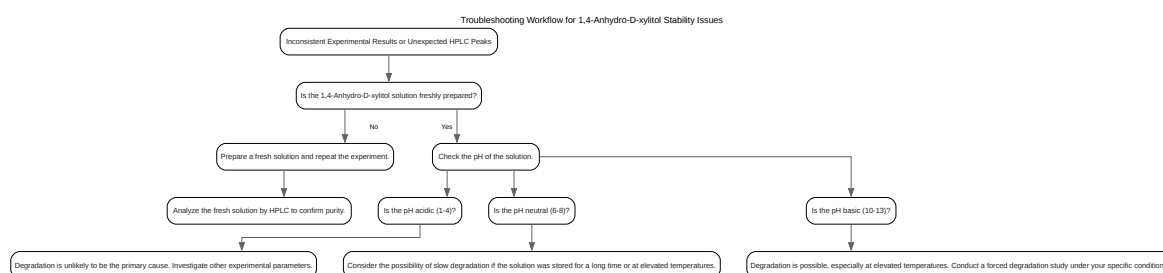 Troubleshooting Workflow for 1,4-Anhydro-D-xylitol Stability Issues
Inconsistent Experimental Results or Unexpected HPLC Peaks
Is the 1,4-Anhydro-D-xylitol solution freshly prepared?
No
Yes
Prepare a fresh solution and repeat the experiment.
Check the pH of the solution.
Analyze the fresh solution by HPLC to confirm purity.
Is the pH acidic (1-4)?
Is the pH neutral (6-8)?
Is the pH basic (10-13)?
Degradation is unlikely to be the primary cause. Investigate other experimental parameters.
Consider the possibility of slow degradation if the solution was stored for a long time or at elevated temperatures.
Degradation is possible, especially at elevated temperatures. Conduct a forced degradation study under your specific condition